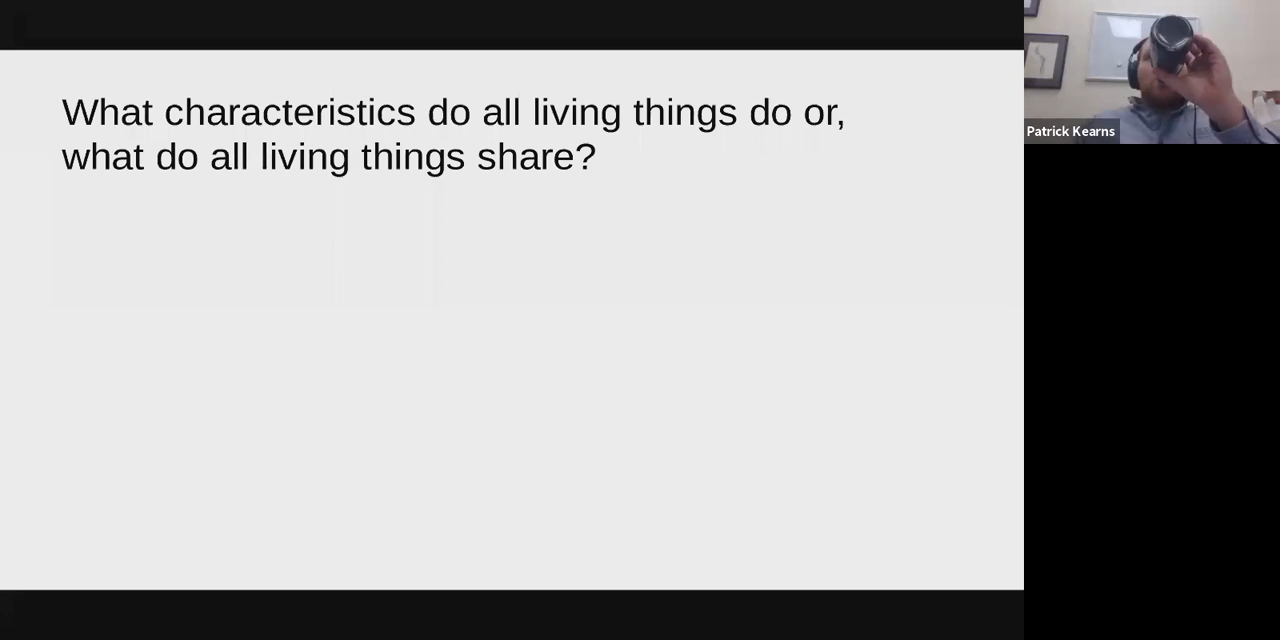 What characteristics do all living things do or,
what do all living things share?
Patrick Kearns